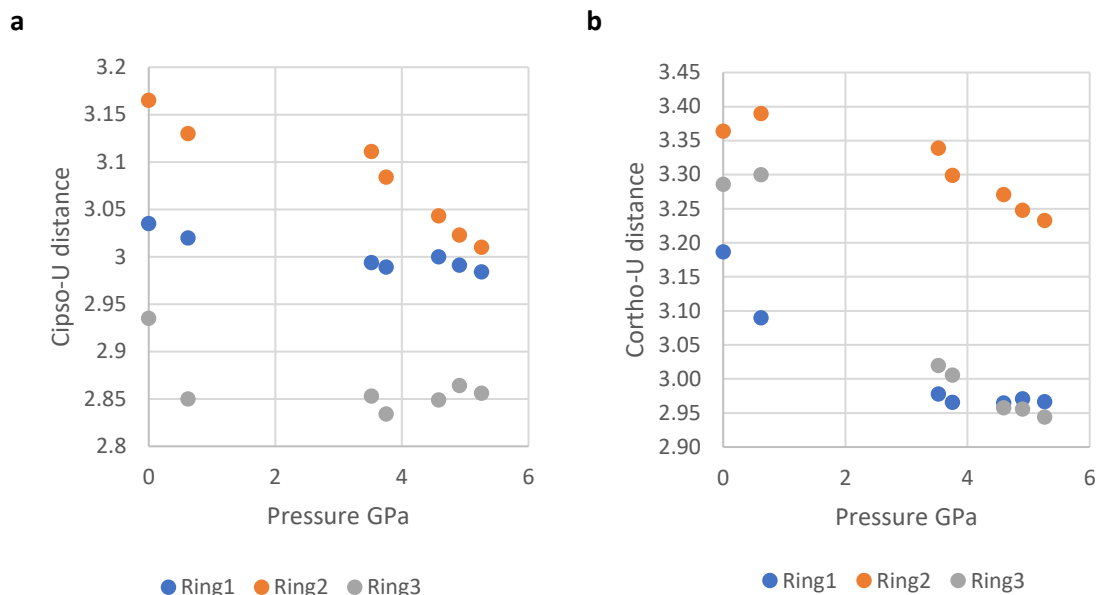 a
3.2
3.15
3.1
3.05
3
2.95
2.9
2.85
2.8
0 2 4 6
Cipso-U distance
Pressure GPa
Ring1 Ring2 Ring3
b
3.45
3.40
3.35
3.30
3.25
3.20
3.15
3.10
3.05
3.00
2.95
2.90
0 2 4 6
Cortho-U distance
Pressure GPa
Ring1 Ring2 Ring3